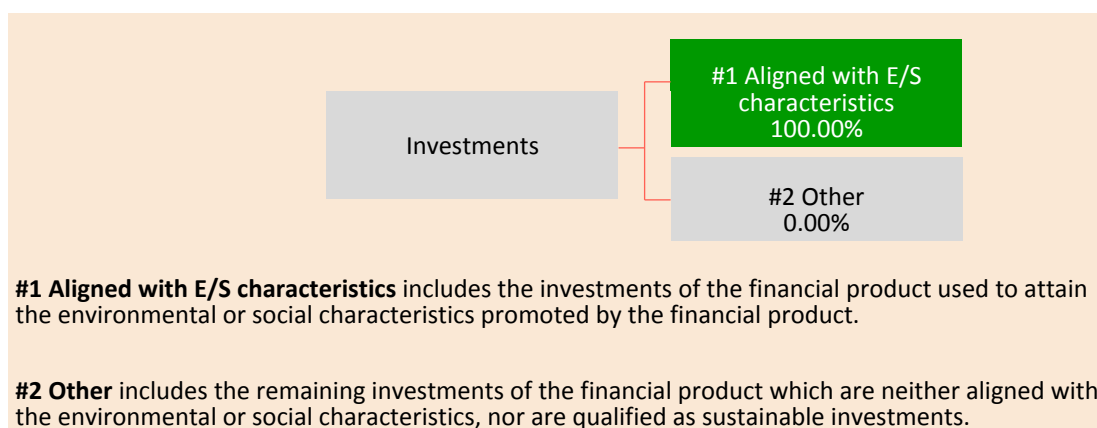 #1 Aligned with E/S
characteristics
100.00%
Investments
#2 Other
0.00%
#1 Aligned with E/S characteristics includes the investments of the financial product used to attain
the environmental or social characteristics promoted by the financial product.
#2 Other includes the remaining investments of the financial product which are neither aligned with
the environmental or social characteristics, nor are qualified as sustainable investments.